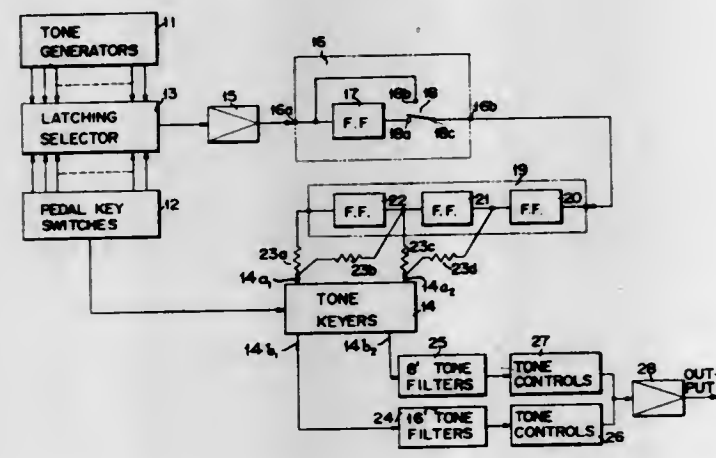 TONE
GENERATORS
11
LATCHING
SELECTOR
13
PEDAL KEY
SWITCHES
12
15
16
16a
17
F.F
18b
18
18a
18c
16b
19
F.F.
22
F.F.
21
F.F.
20
23a
23b
23c
23d
14a1
14a2
TONE
KEYERS
14
14b1
14b2
25
8' TONE
FILTERS
27
TONE
CONTROLS
28
OUT-
PUT
24
16' TONE
FILTERS
TONE
CONTROLS
26